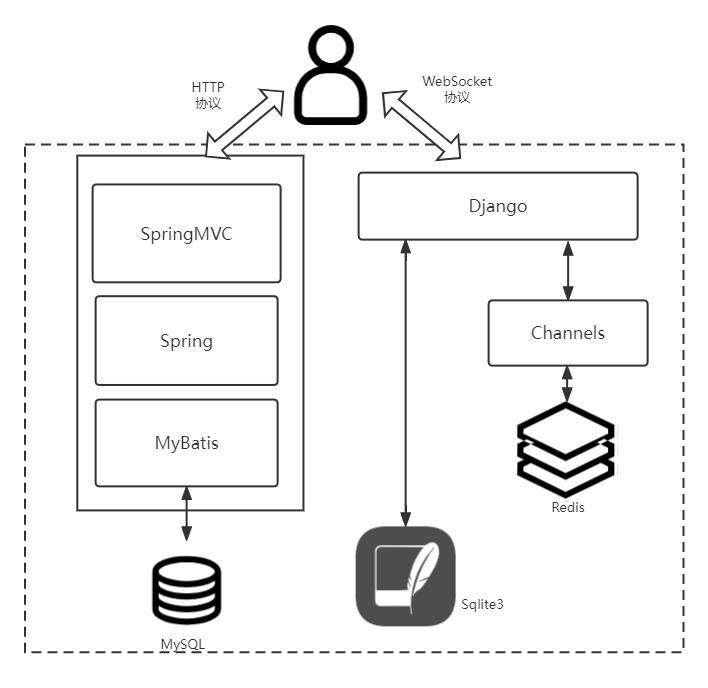 HTTP
协议
WebSocket
协议
SpringMVC
Spring
MyBatis
MySQL
Django
Channels
Redis
Sqlite3